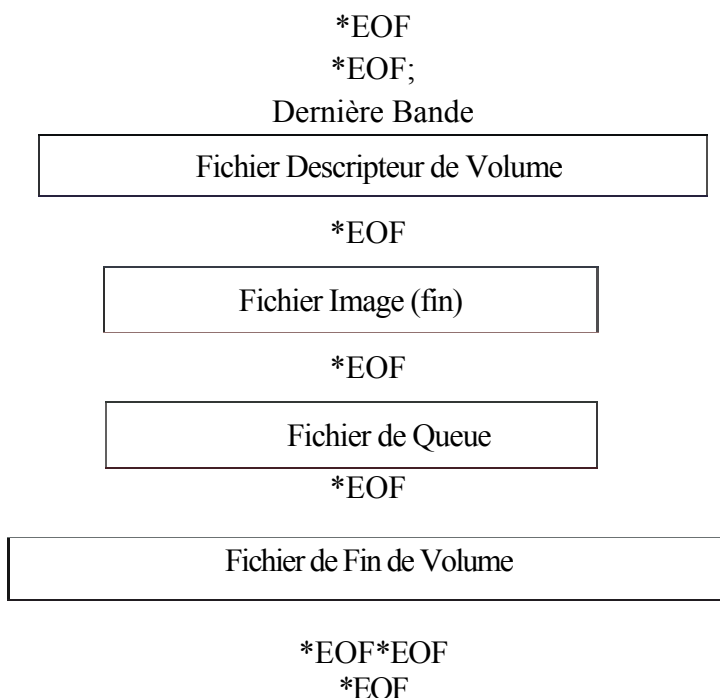 *EOF
*EOF;
Dernière Bande
Fichier Descripteur de Volume
*EOF
Fichier Image (fin)
*EOF
Fichier de Queue
*EOF
Fichier de Fin de Volume
*EOF*EOF
*EOF